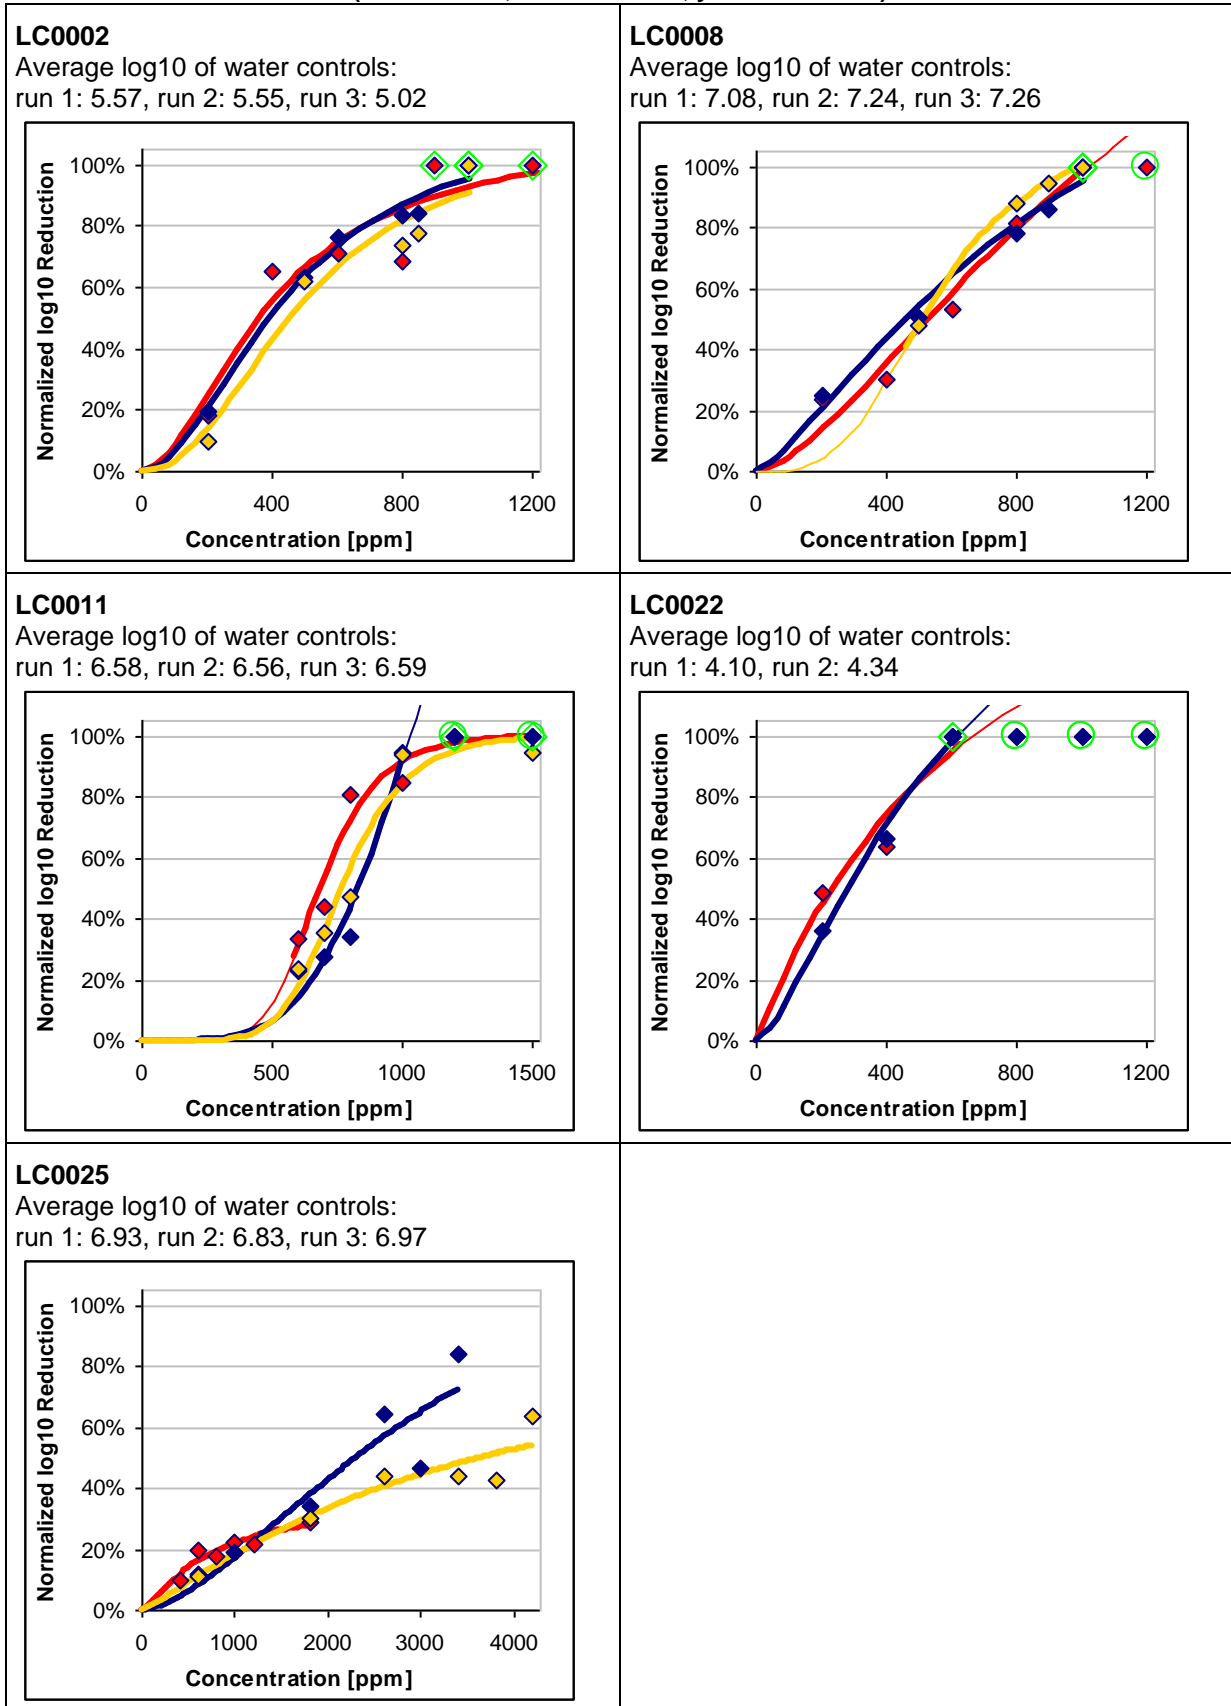 LC0002
Average log10 of water controls:
run 1: 5.57, run 2: 5.55, run 3: 5.02
Normalized log10 Reduction
100%
80%
60%
40%
20%
0%
0 400 800 1200
Concentration [ppm]
LC0008
Average log10 of water controls:
run 1: 7.08, run 2: 7.24, run 3: 7.26
Normalized log10 Reduction
100%
80%
60%
40%
20%
0%
0 400 800 1200
Concentration [ppm]
LC0011
Average log10 of water controls:
run 1: 6.58, run 2: 6.56, run 3: 6.59
Normalized log10 Reduction
100%
80%
60%
40%
20%
0%
0 500 1000 1500
Concentration [ppm]
LC0022
Average log10 of water controls:
run 1: 4.10, run 2: 4.34
Normalized log10 Reduction
100%
80%
60%
40%
20%
0%
0 400 800 1200
Concentration [ppm]
LC0025
Average log10 of water controls:
run 1: 6.93, run 2: 6.83, run 3: 6.97
Normalized log10 Reduction
100%
80%
60%
40%
20%
0%
0 1000 2000 3000 4000
Concentration [ppm]